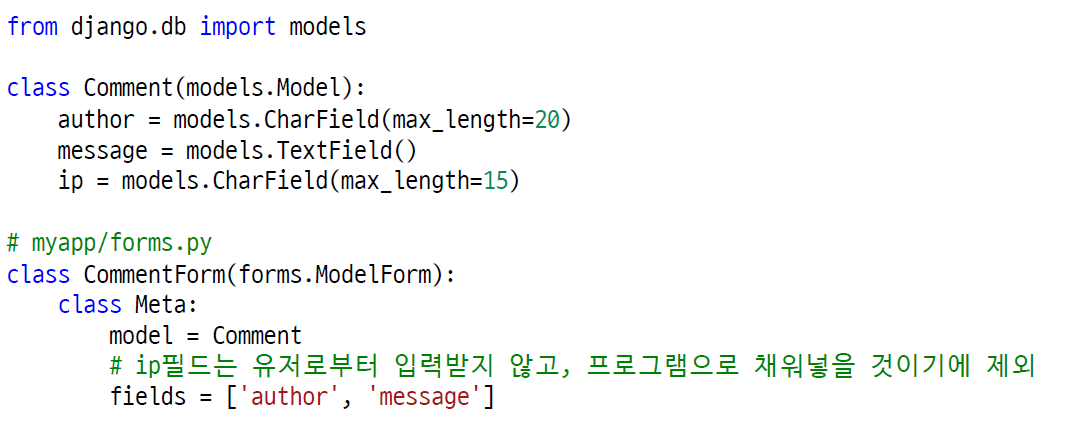 from django.db import models

class Comment(models.Model):
    author = models.CharField(max_length=20)
    message = models.TextField()
    ip = models.CharField(max_length=15)

# myapp/forms.py
class CommentForm(forms.ModelForm):
    class Meta:
        model = Comment
        # ip필드는 유저로부터 입력받지 않고, 프로그램으로 채워넣을 것이기에 제외
        fields = ['author', 'message']